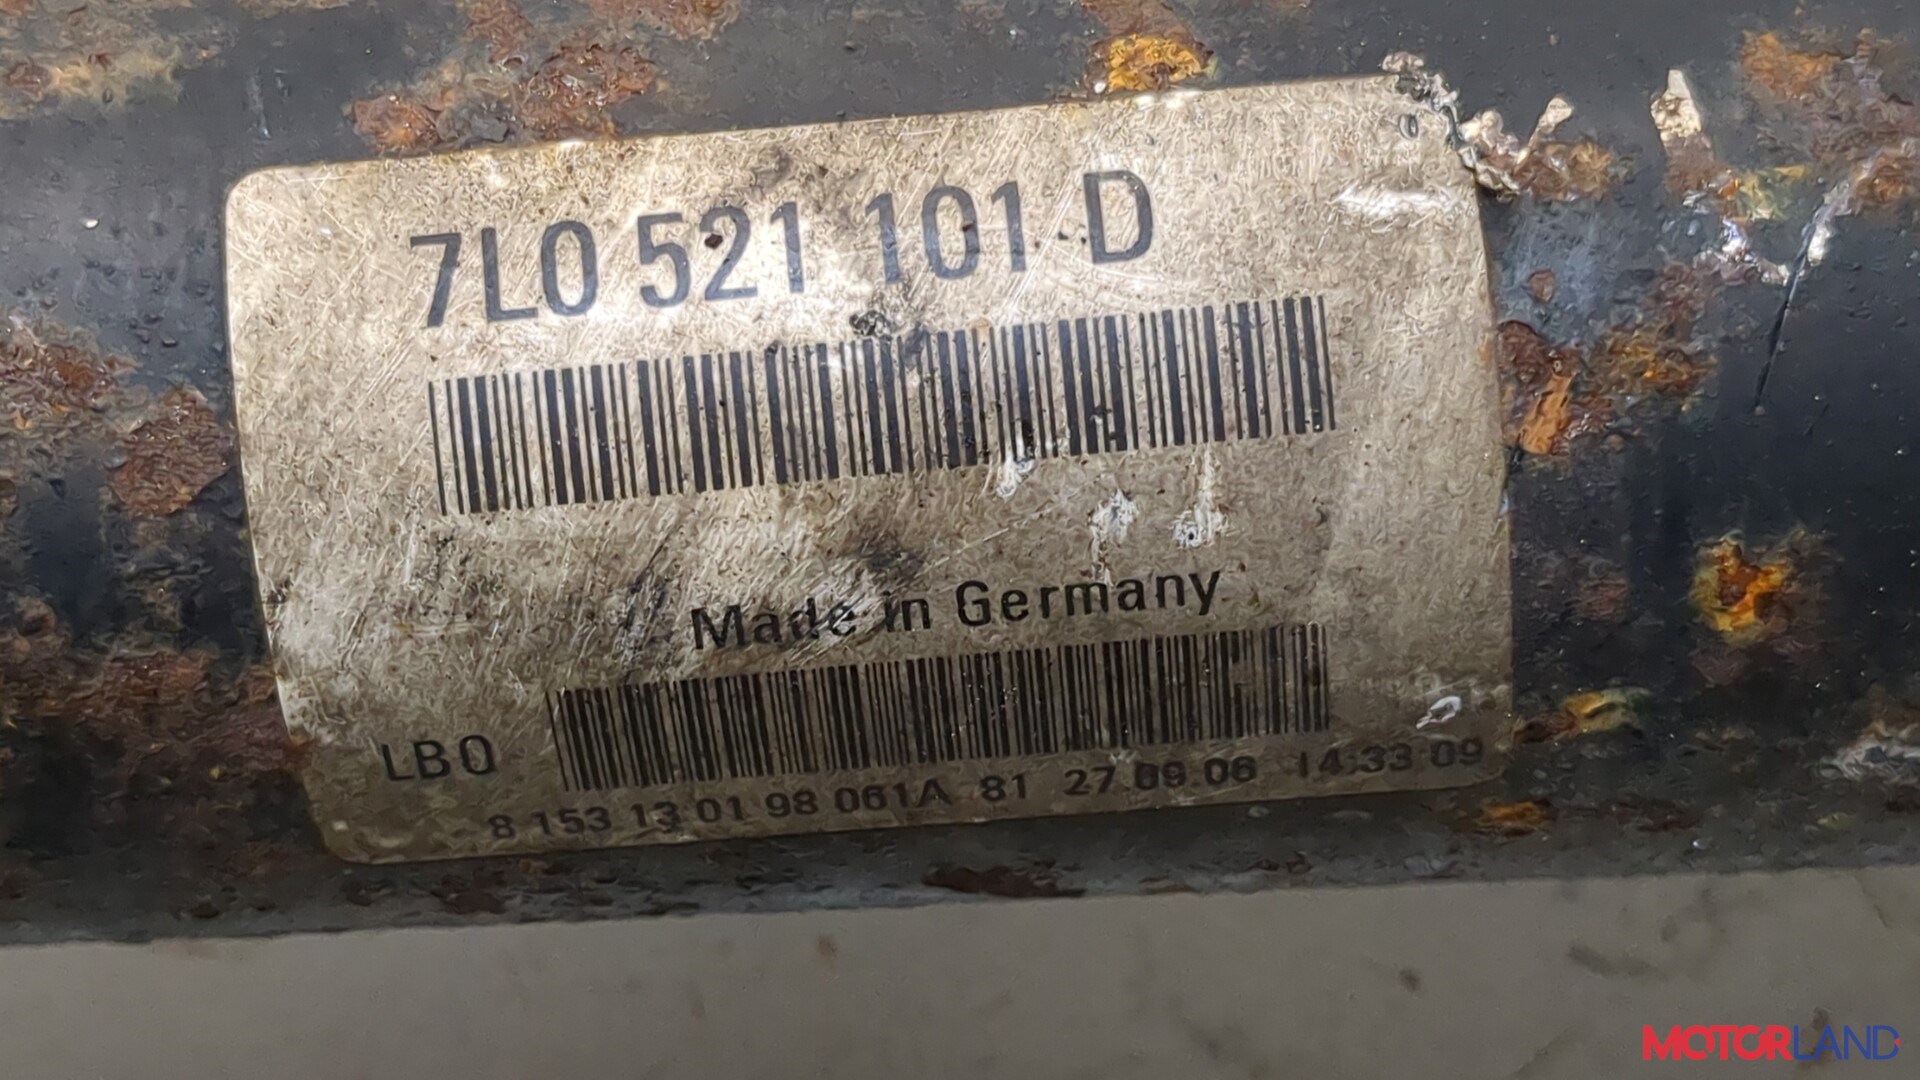 7L0 521 101 D
Made in Germany
LB0
8 153 13 01 98 061A 81 27.09.06 14:33 09
MOTORLAND